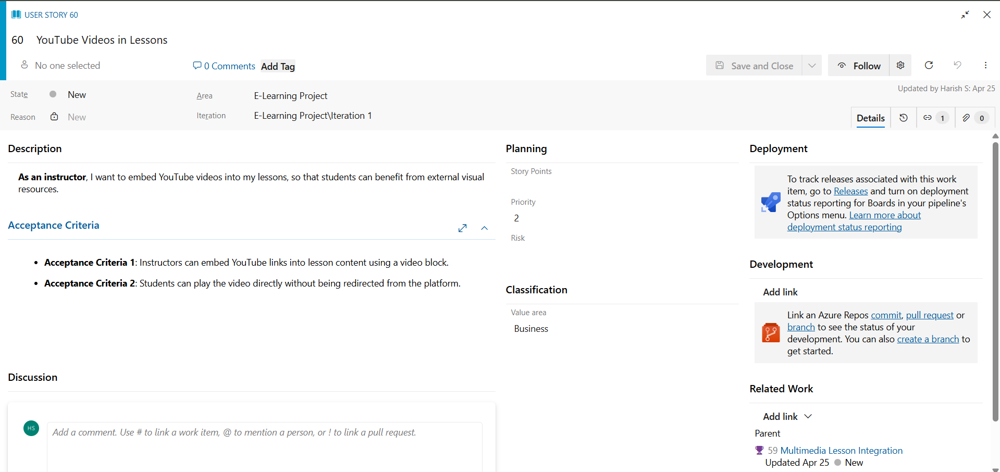 USER STORY 60
60 YouTube Videos in Lessons
No one selected
0 Comments
Add Tag
Save and Close
Follow
State
New
Area
E-Learning Project
Updated by Harish S: Apr 25
Reason
New
Iteration
E-Learning Project\Iteration 1
Details
1
0
Description
As an instructor, I want to embed YouTube videos into my lessons, so that students can benefit from external visual
resources.
Acceptance Criteria
• Acceptance Criteria 1: Instructors can embed YouTube links into lesson content using a video block.
• Acceptance Criteria 2: Students can play the video directly without being redirected from the platform.
Discussion
HS
Add a comment. Use # to link a work item, @ to mention a person, or ! to link a pull request.
Planning
Story Points
Priority
2
Risk
Classification
Value area
Business
Deployment
To track releases associated with this work
item, go to Releases and turn on deployment
status reporting for Boards in your pipeline's
Options menu. Learn more about
deployment status reporting
Development
Add link
Link an Azure Repos commit, pull request or
branch to see the status of your
development. You can also create a branch to
get started.
Related Work
Add link
Parent
59 Multimedia Lesson Integration
Updated Apr 25 New